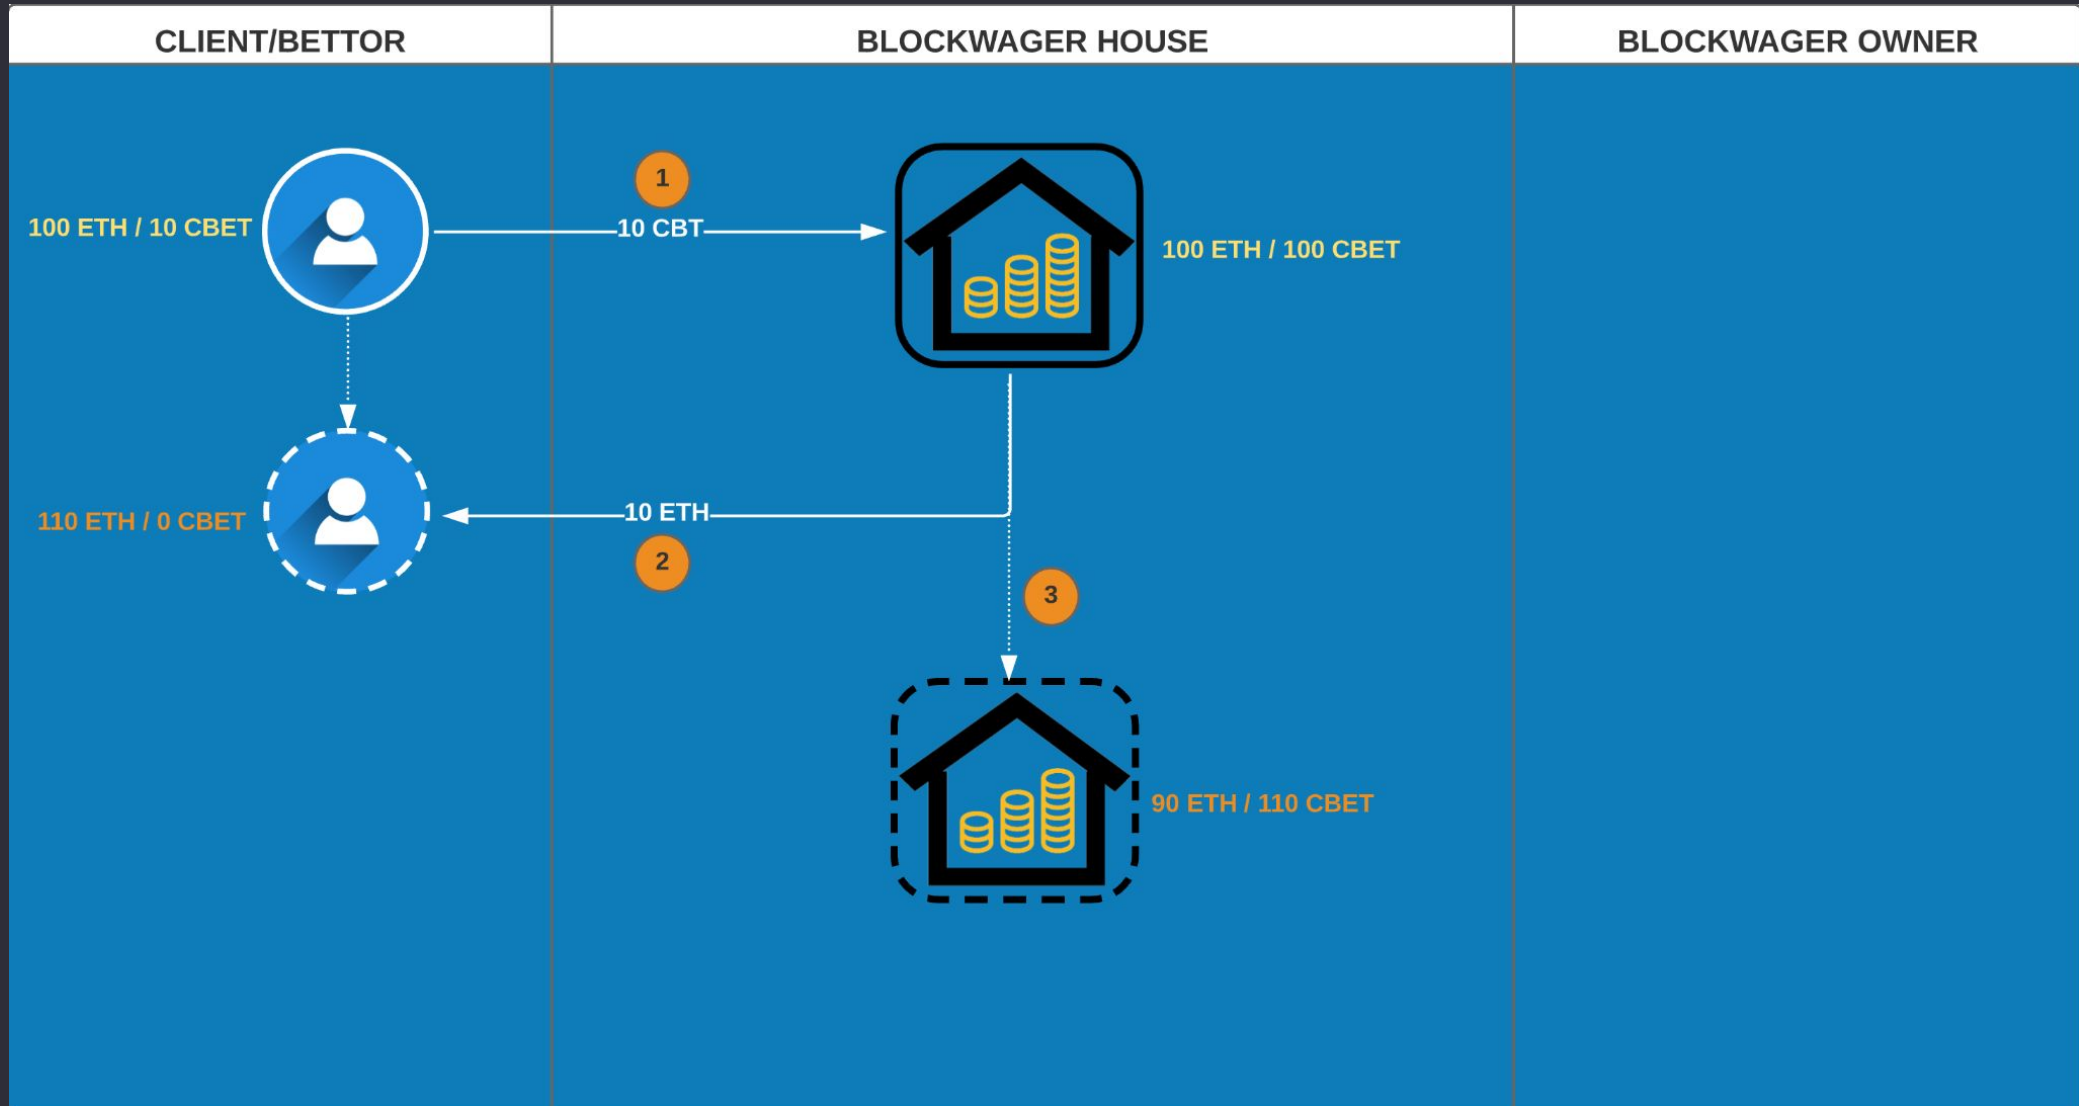 CLIENT/BETTOR
BLOCKWAGER HOUSE
BLOCKWAGER OWNER
1
100 ETH / 10 CBET
10 CBT
100 ETH / 100 CBET
110 ETH / 0 CBET
10 ETH
2
3
90 ETH / 110 CBET